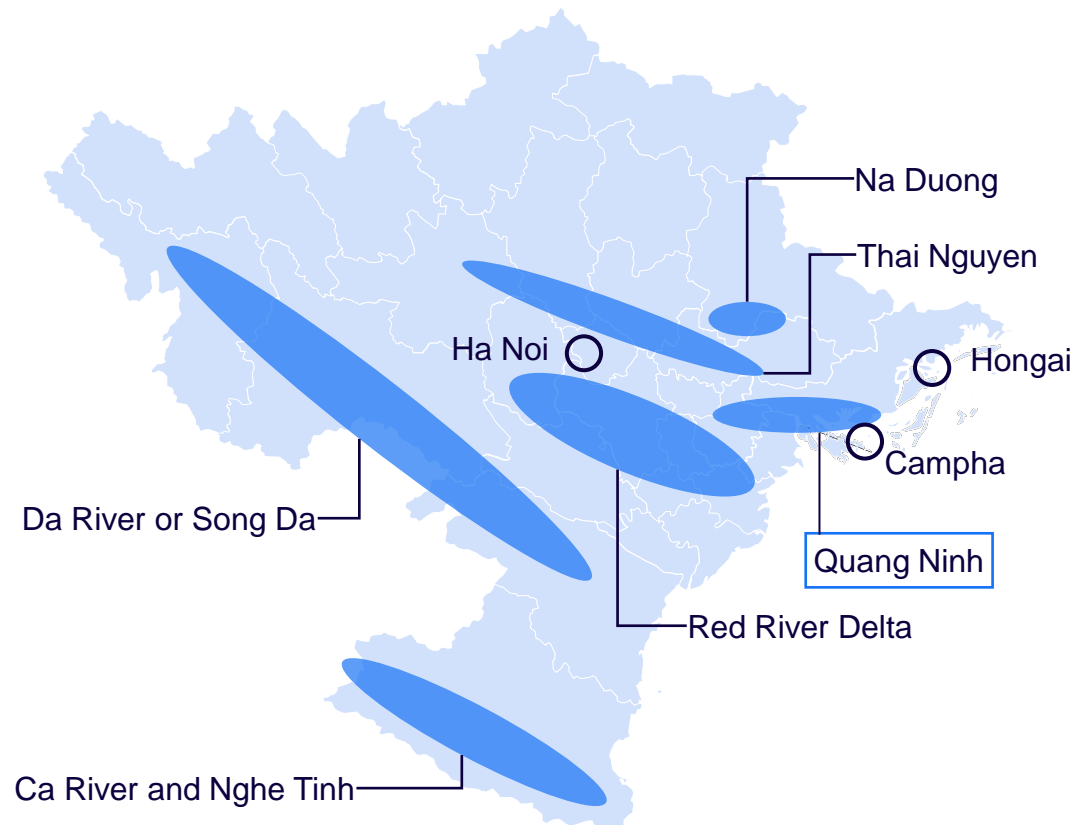 Na Duong
Thai Nguyen
Ha Noi
Hongai
Campha
Da River or Song Da
Quang Ninh
Red River Delta
Ca River and Nghe Tinh